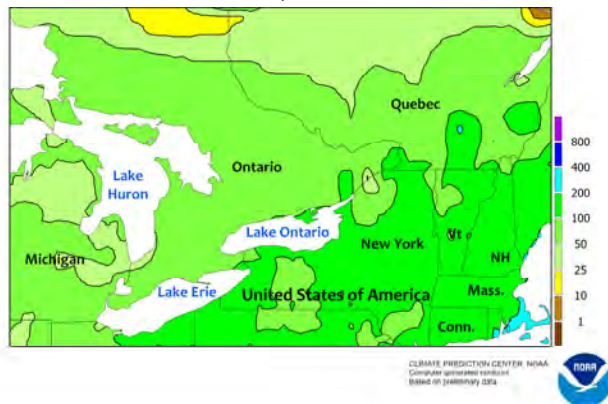 Quebec
Ontario
Lake
Huron
Lake Ontario
Michigan
New York
Vt
NH
Lake Erie
United States of America
Mass.
Conn.
800
400
200
100
50
25
10
1
CLIMATE PREDICTION CENTER, NOAA
Computer generated contours
Based on preliminary data
NOAA